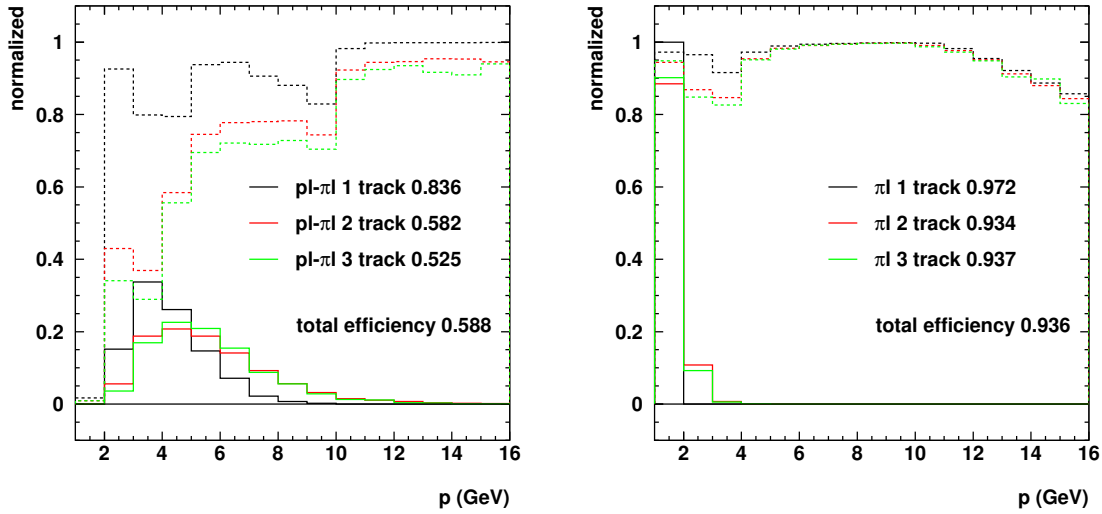 normalized
1
0.8
0.6
0.4
0.2
0
pl-πl 1 track 0.836
pl-πl 2 track 0.582
pl-πl 3 track 0.525
total efficiency 0.588
2 4 6 8 10 12 14 16
p (GeV)
normalized
1
0.8
0.6
0.4
0.2
0
πl 1 track 0.972
πl 2 track 0.934
πl 3 track 0.937
total efficiency 0.936
2 4 6 8 10 12 14 16
p (GeV)